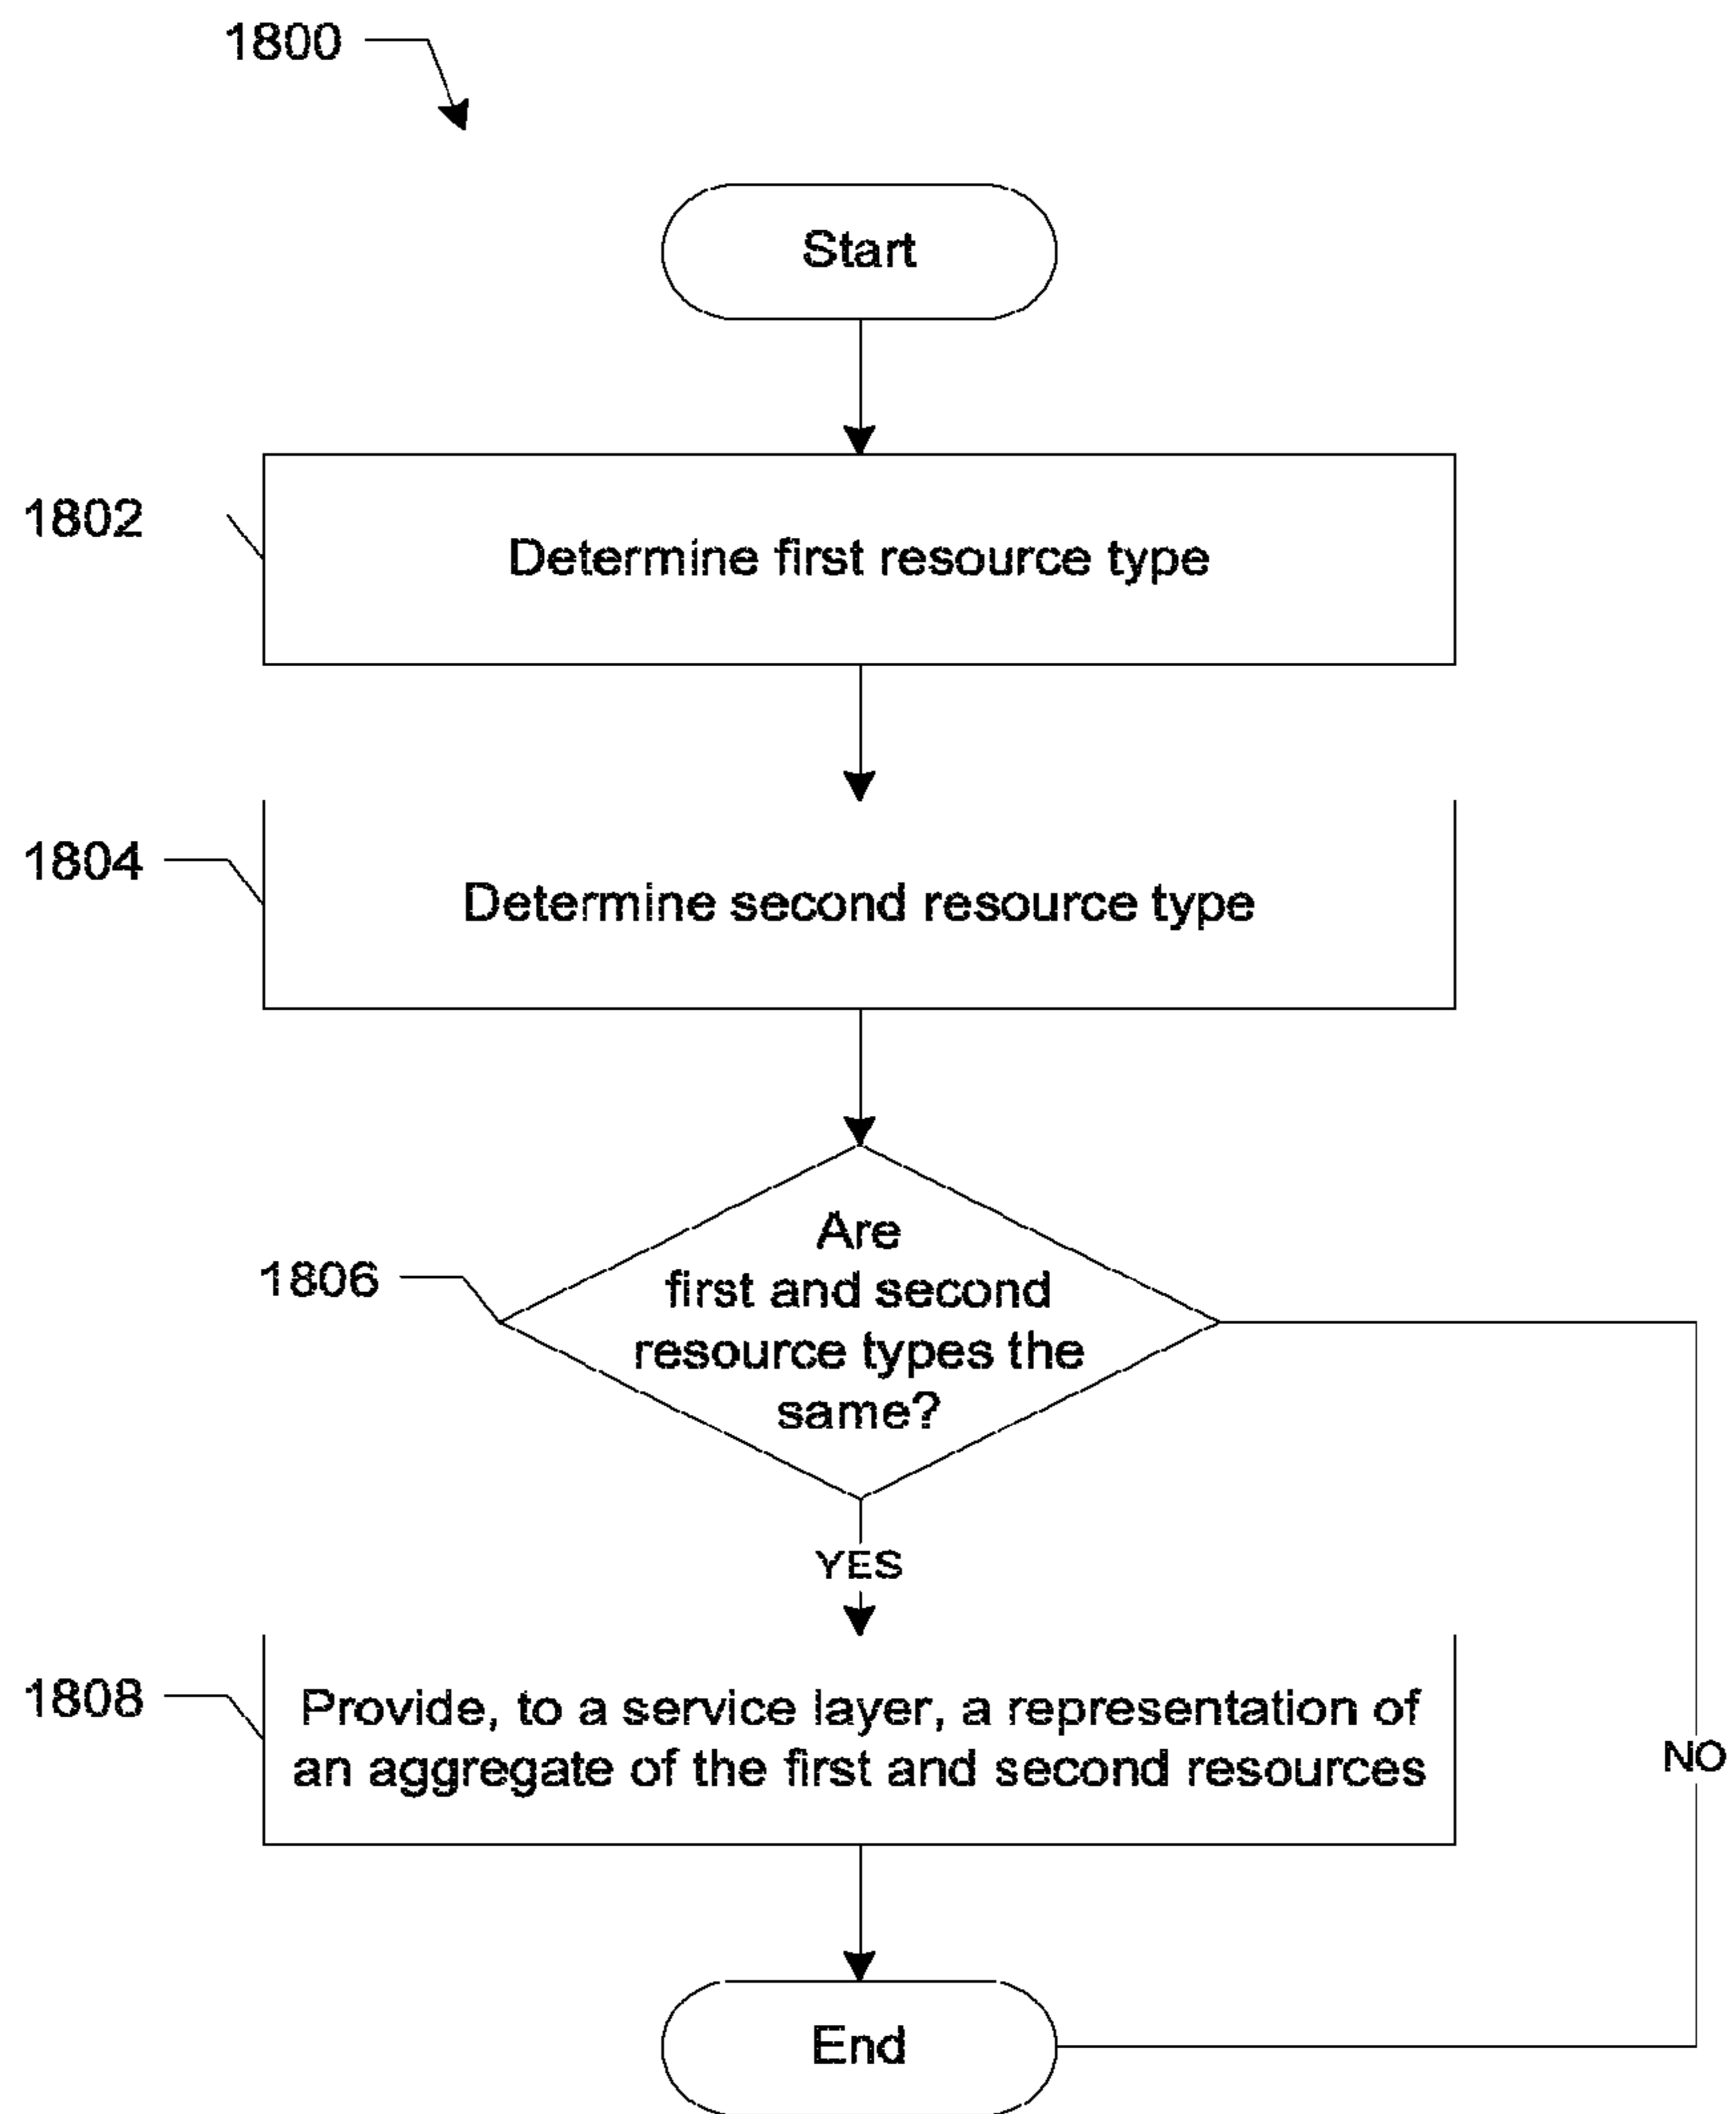 1800
Start
1802
Determine first resource type
1804
Determine second resource type
1806
Are
first and second
resource types the
same?
YES
1808
Provide, to a service layer, a representation of
an aggregate of the first and second resources
NO
End